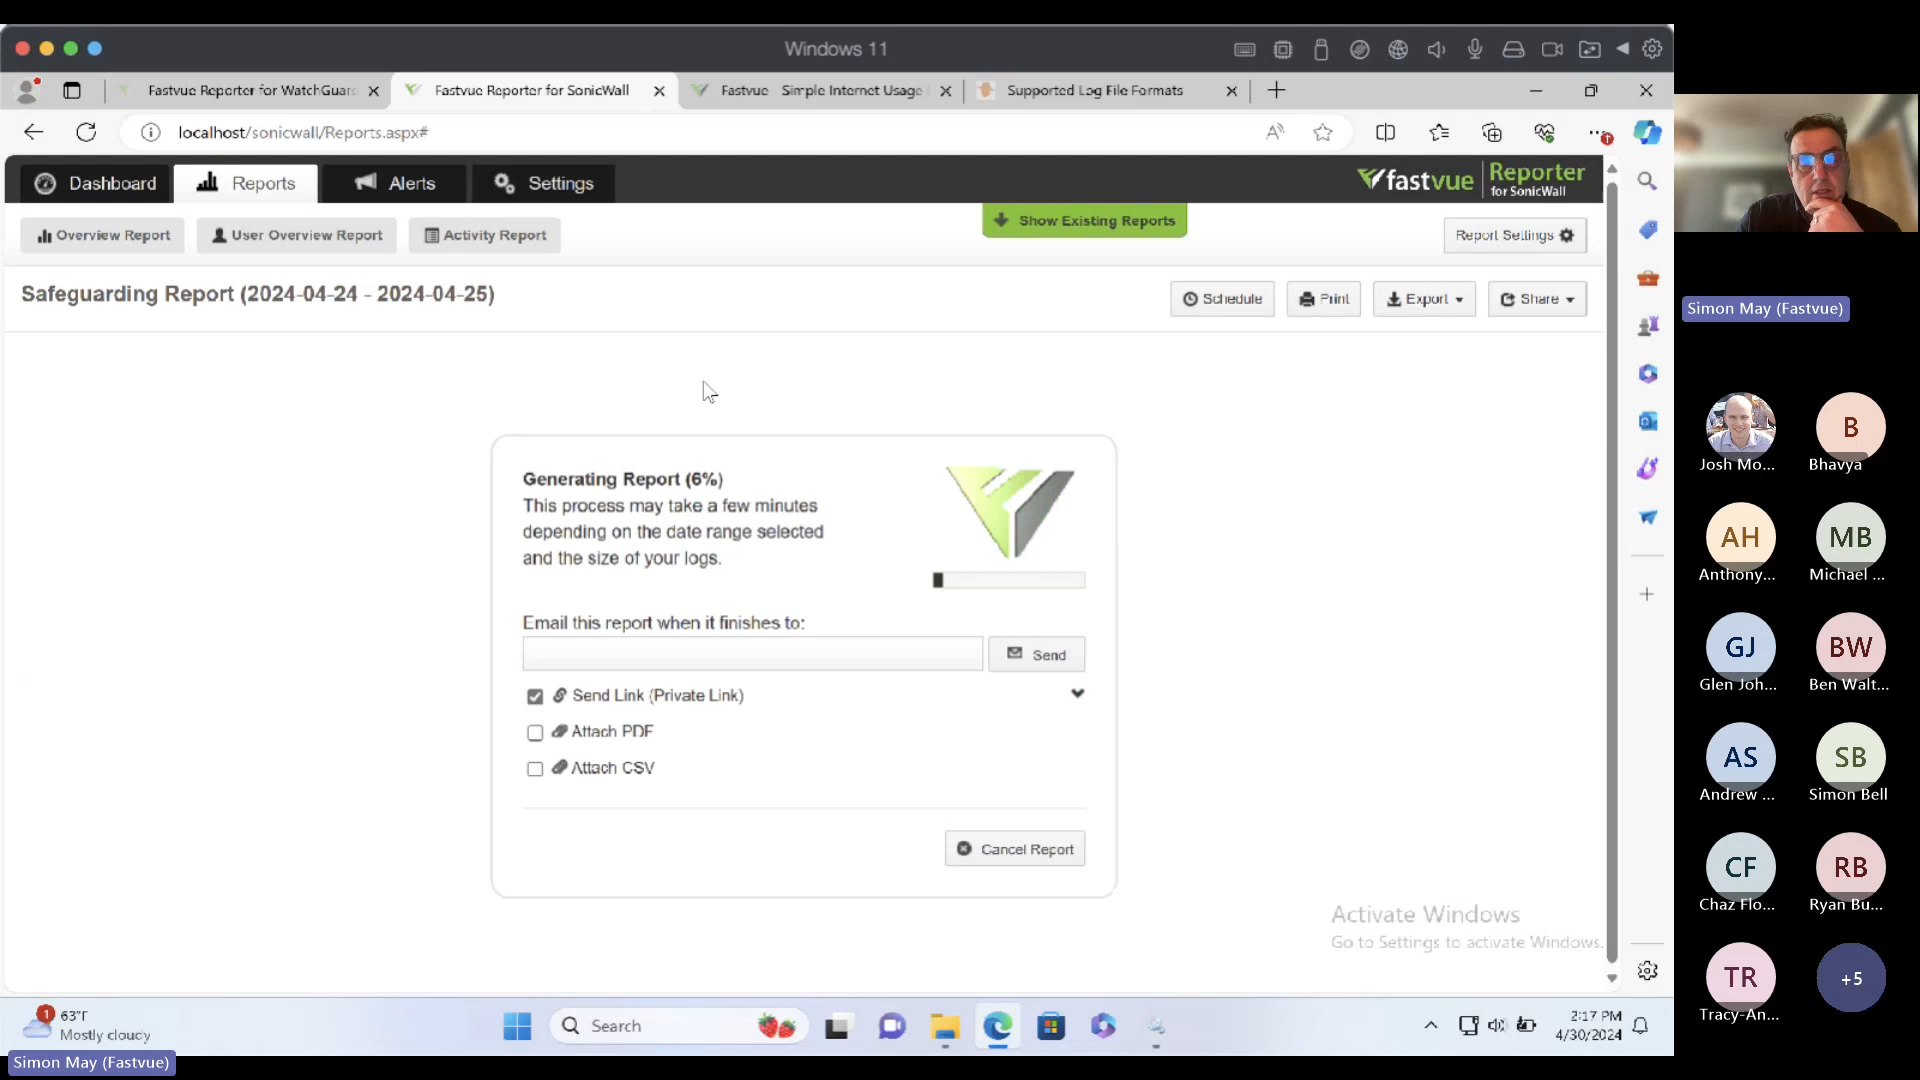 Windows 11
Fastvue Reporter for WatchGuard
Fastvue Reporter for SonicWall
Fastvue Simple Internet Usage
Supported Log File Formats
localhost/sonicwall/Reports.aspx#
Dashboard
Reports
Alerts
Settings
fastvue
Reporter
for SonicWall
Overview Report
User Overview Report
Activity Report
Show Existing Reports
Report Settings
Safeguarding Report (2024-04-24 - 2024-04-25)
Schedule
Print
Export
Share
Generating Report (6%)
This process may take a few minutes
depending on the date range selected
and the size of your logs.
Email this report when it finishes to:
Send
Send Link (Private Link)
Attach PDF
Attach CSV
Cancel Report
Activate Windows
Go to Settings to activate Windows.
1
63°F
Mostly cloudy
Search
2:17 PM
4/30/2024
Simon May (Fastvue)
Simon May (Fastvue)
Josh Mo...
B
Bhavya
AH
Anthony...
MB
Michael ...
GJ
Glen Joh...
BW
Ben Walt...
AS
Andrew ...
SB
Simon Bell
CF
Chaz Flo...
RB
Ryan Bu...
TR
Tracy-An...
+5